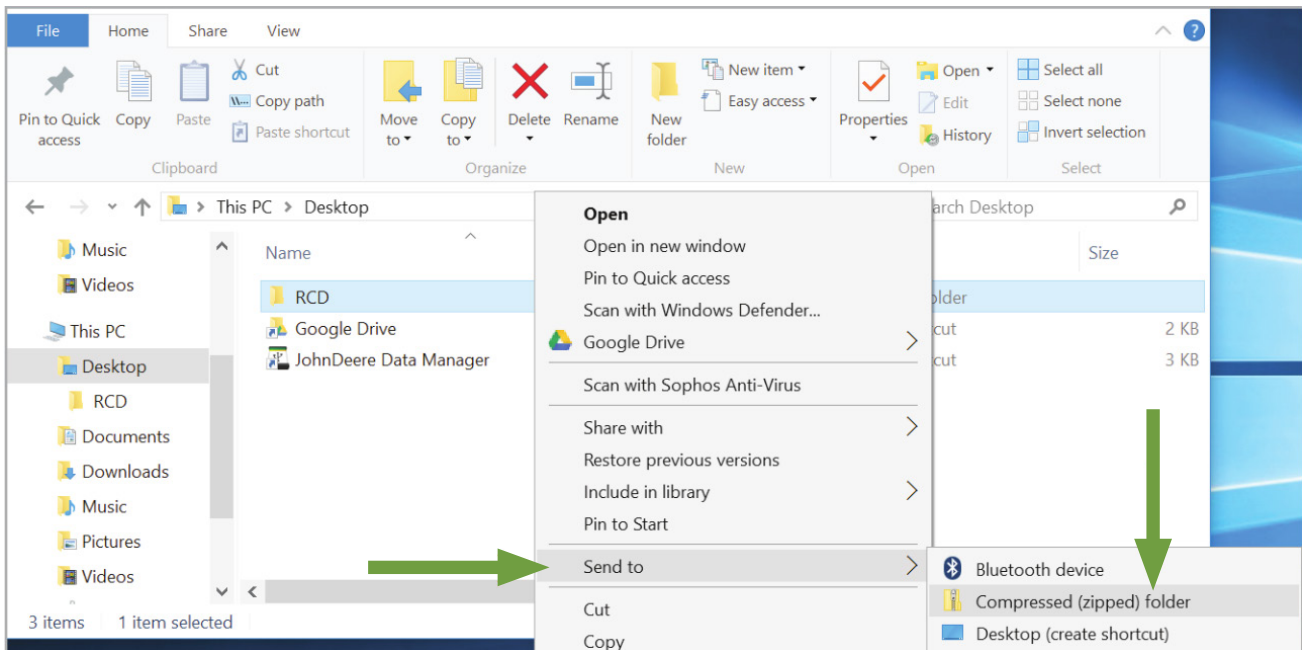 File Home Share View
Pin to Quick access
Copy
Paste
Cut
Copy path
Paste shortcut
Clipboard
Move to
Copy to
Delete
Rename
Organize
New folder
New item
Easy access
New
Properties
Open
Edit
History
Open
Select all
Select none
Invert selection
Select
This PC > Desktop
arch Desktop
Music
Videos
This PC
Desktop
RCD
Documents
Downloads
Music
Pictures
Videos
Name
Size
RCD
older
Google Drive
cut
2 KB
JohnDeere Data Manager
cut
3 KB
Open
Open in new window
Pin to Quick access
Scan with Windows Defender...
Google Drive
Scan with Sophos Anti-Virus
Share with
Restore previous versions
Include in library
Pin to Start
Send to
Cut
Copy
Bluetooth device
Compressed (zipped) folder
Desktop (create shortcut)
3 items 1 item selected